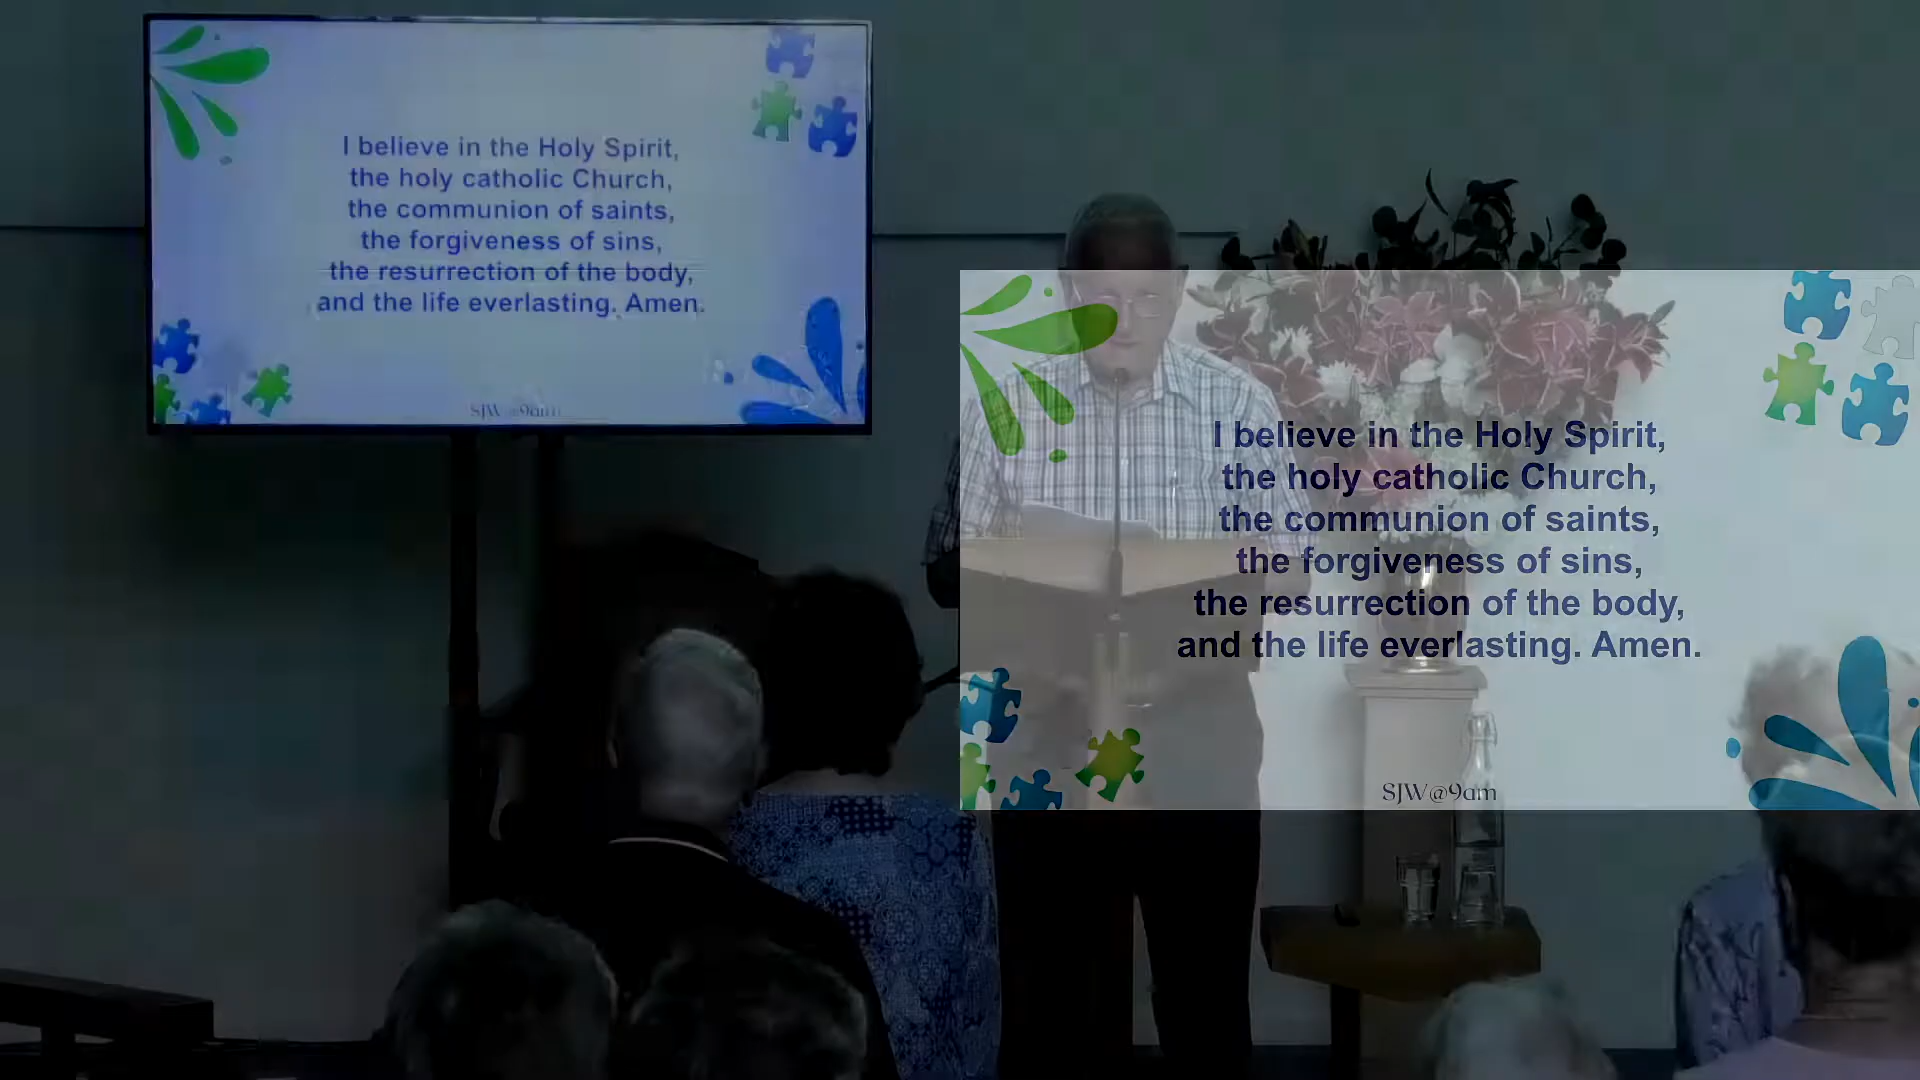 I believe in the Holy Spirit,
the holy catholic Church,
the communion of saints,
the forgiveness of sins,
the resurrection of the body,
and the life everlasting. Amen.
SJW@9am
I believe in the Holy Spirit,
the holy catholic Church,
the communion of saints,
the forgiveness of sins,
the resurrection of the body,
and the life everlasting. Amen.
SJW@9am